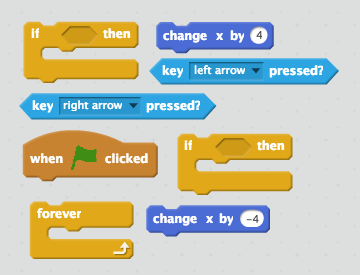 if then
change x by 4
key left arrow pressed?
key right arrow pressed?
when clicked
if then
forever
change x by -4